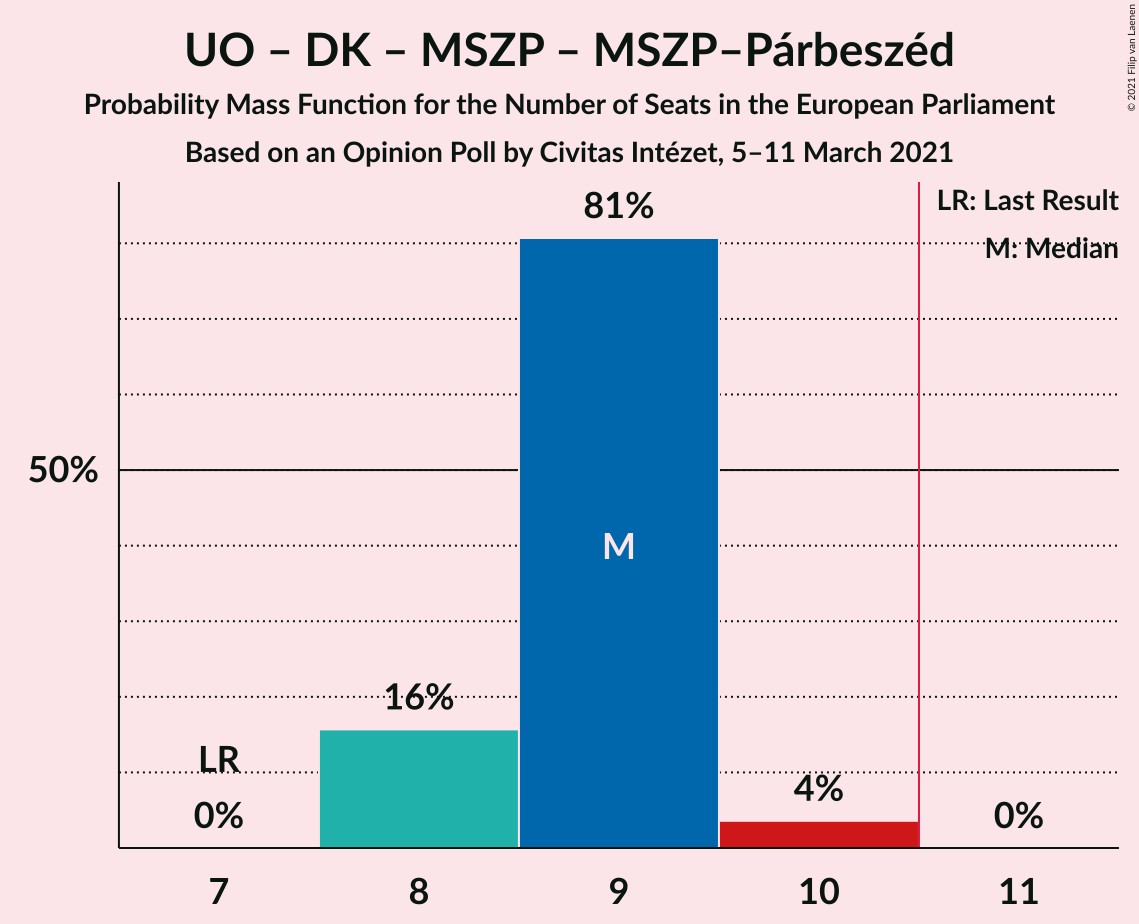 UO – DK – MSZP – MSZP–Párbeszéd
Probability Mass Function for the Number of Seats in the European Parliament
Based on an Opinion Poll by Civitas Intézet, 5–11 March 2021
© 2021 Filip van Laenen
LR: Last Result
M: Median
81%
50%
M
16%
LR
0%
4%
0%
7 8 9 10 11